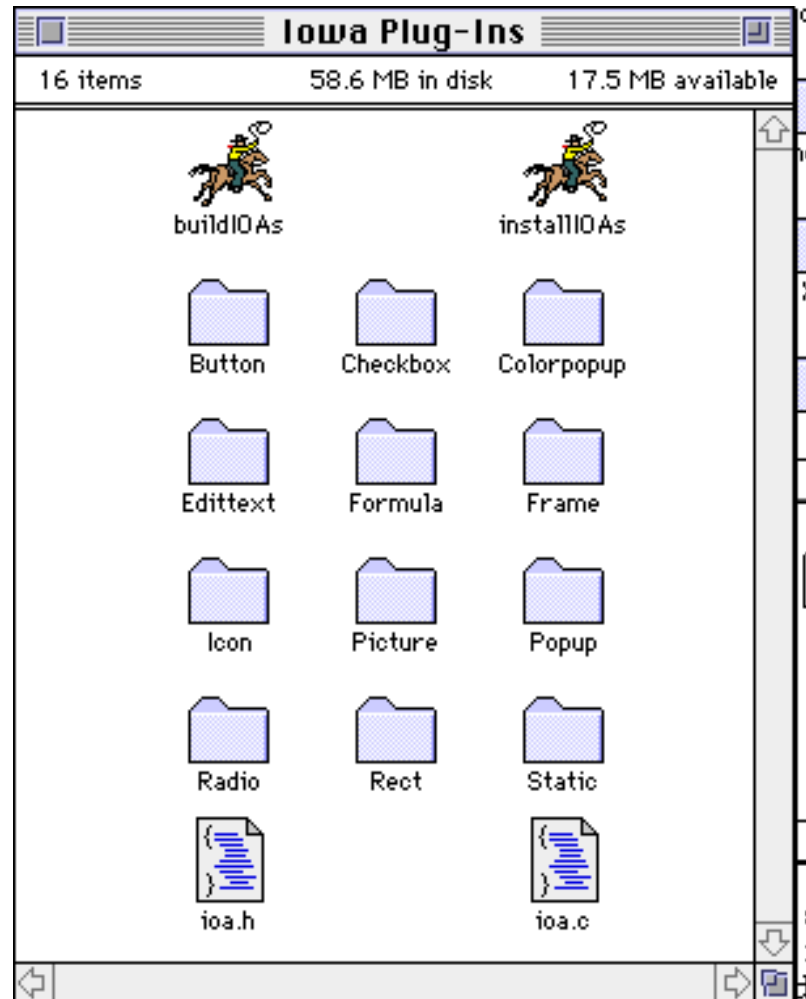 Iowa Plug-Ins
16 items 58.6 MB in disk 17.5 MB available
buildIOAs installIOAs
Button Checkbox Colorpopup
Edittext Formula Frame
Icon Picture Popup
Radio Rect Static
ioa.h ioa.c